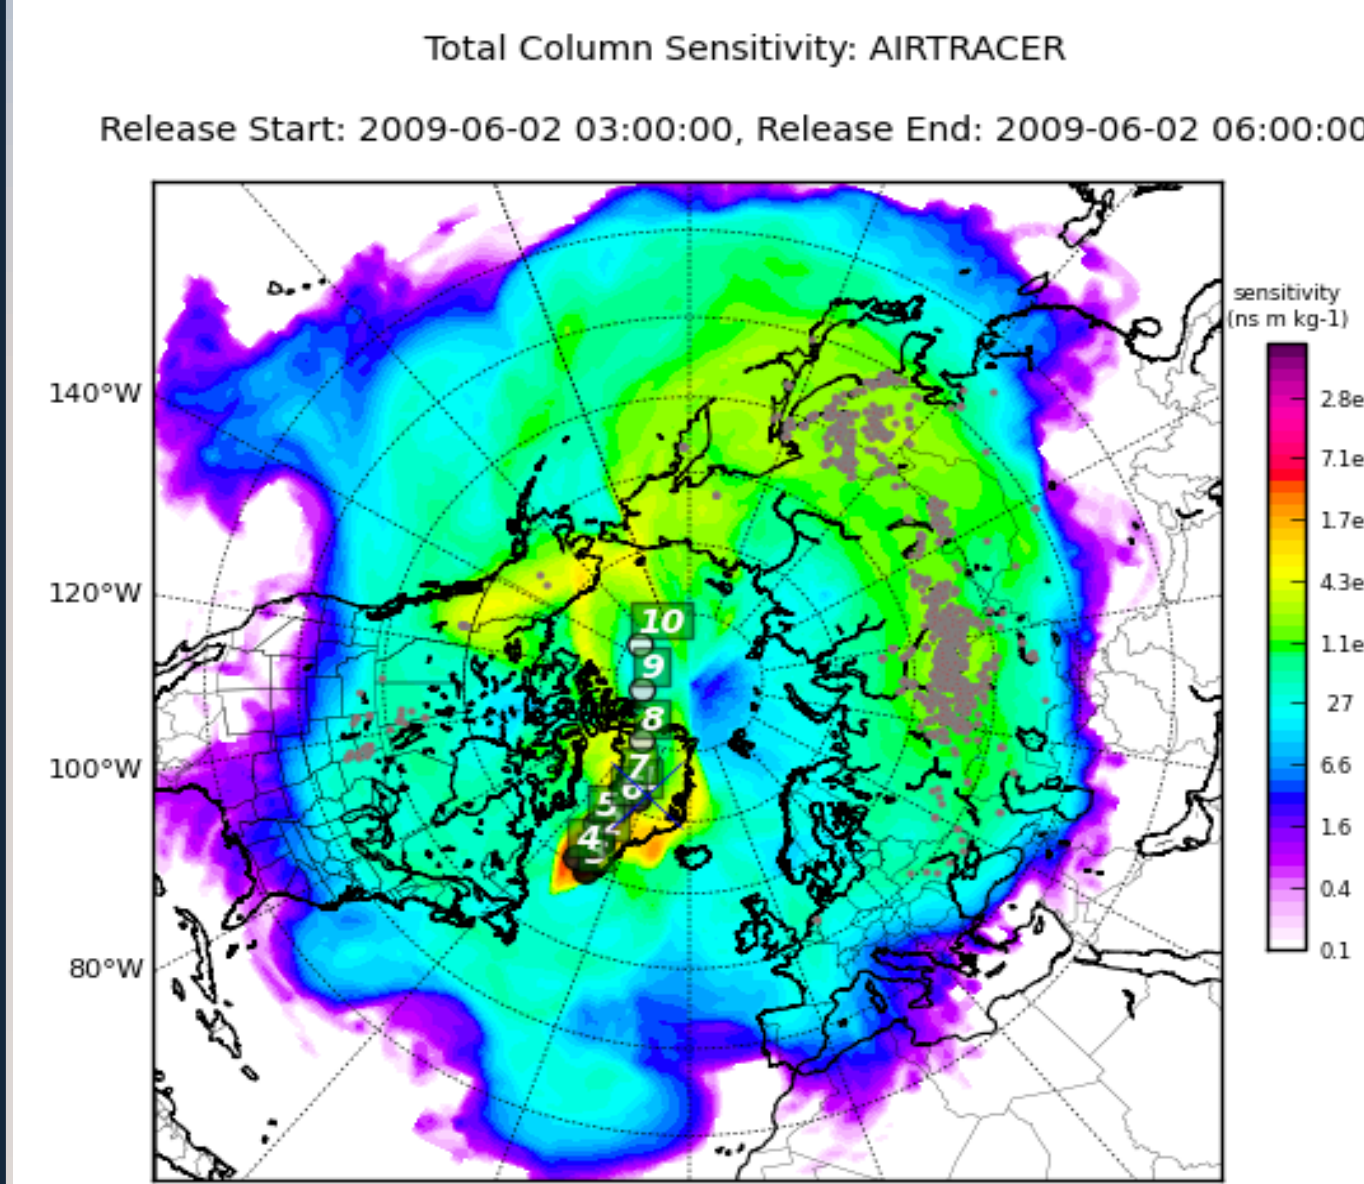 Total Column Sensitivity: AIRTRACER
Release Start: 2009-06-02 03:00:00, Release End: 2009-06-02 06:00:00
sensitivity
(ns m kg-1)
140°W
120°W
100°W
80°W
10
9
8
7
6
5
4
2.8e
7.1e
1.7e
4.3e
1.1e
27
6.6
1.6
0.4
0.1